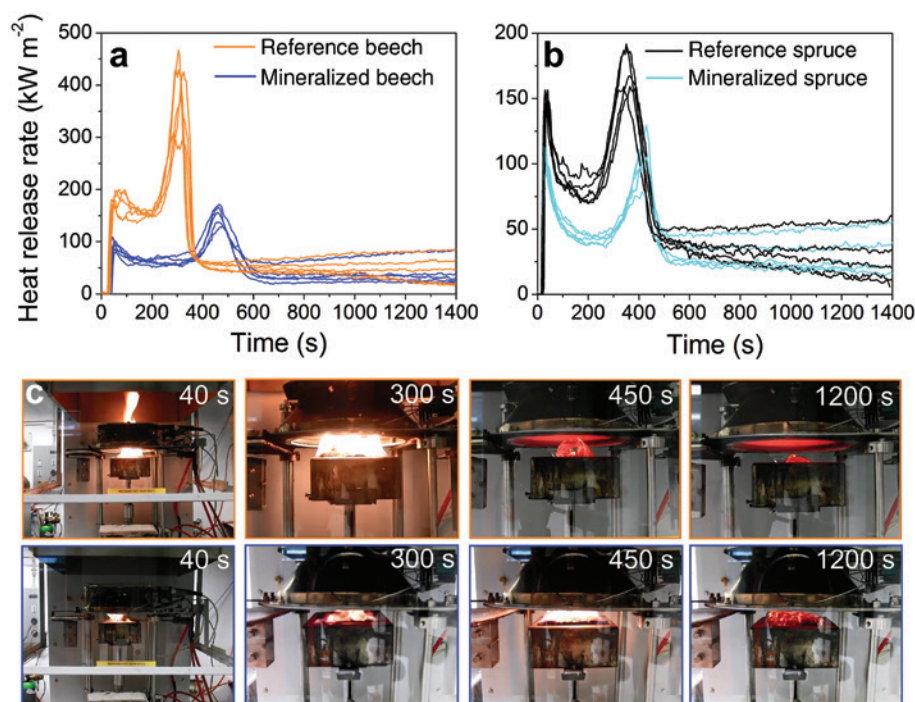 a
Reference beech
Mineralized beech
Heat release rate (kW m⁻²)
500
400
300
200
100
0
0 200 400 600 800 1000 1200 1400
Time (s)
b
Reference spruce
Mineralized spruce
200
150
100
50
0
0 200 400 600 800 1000 1200 1400
Time (s)
c
40 s
300 s
450 s
1200 s
40 s
300 s
450 s
1200 s